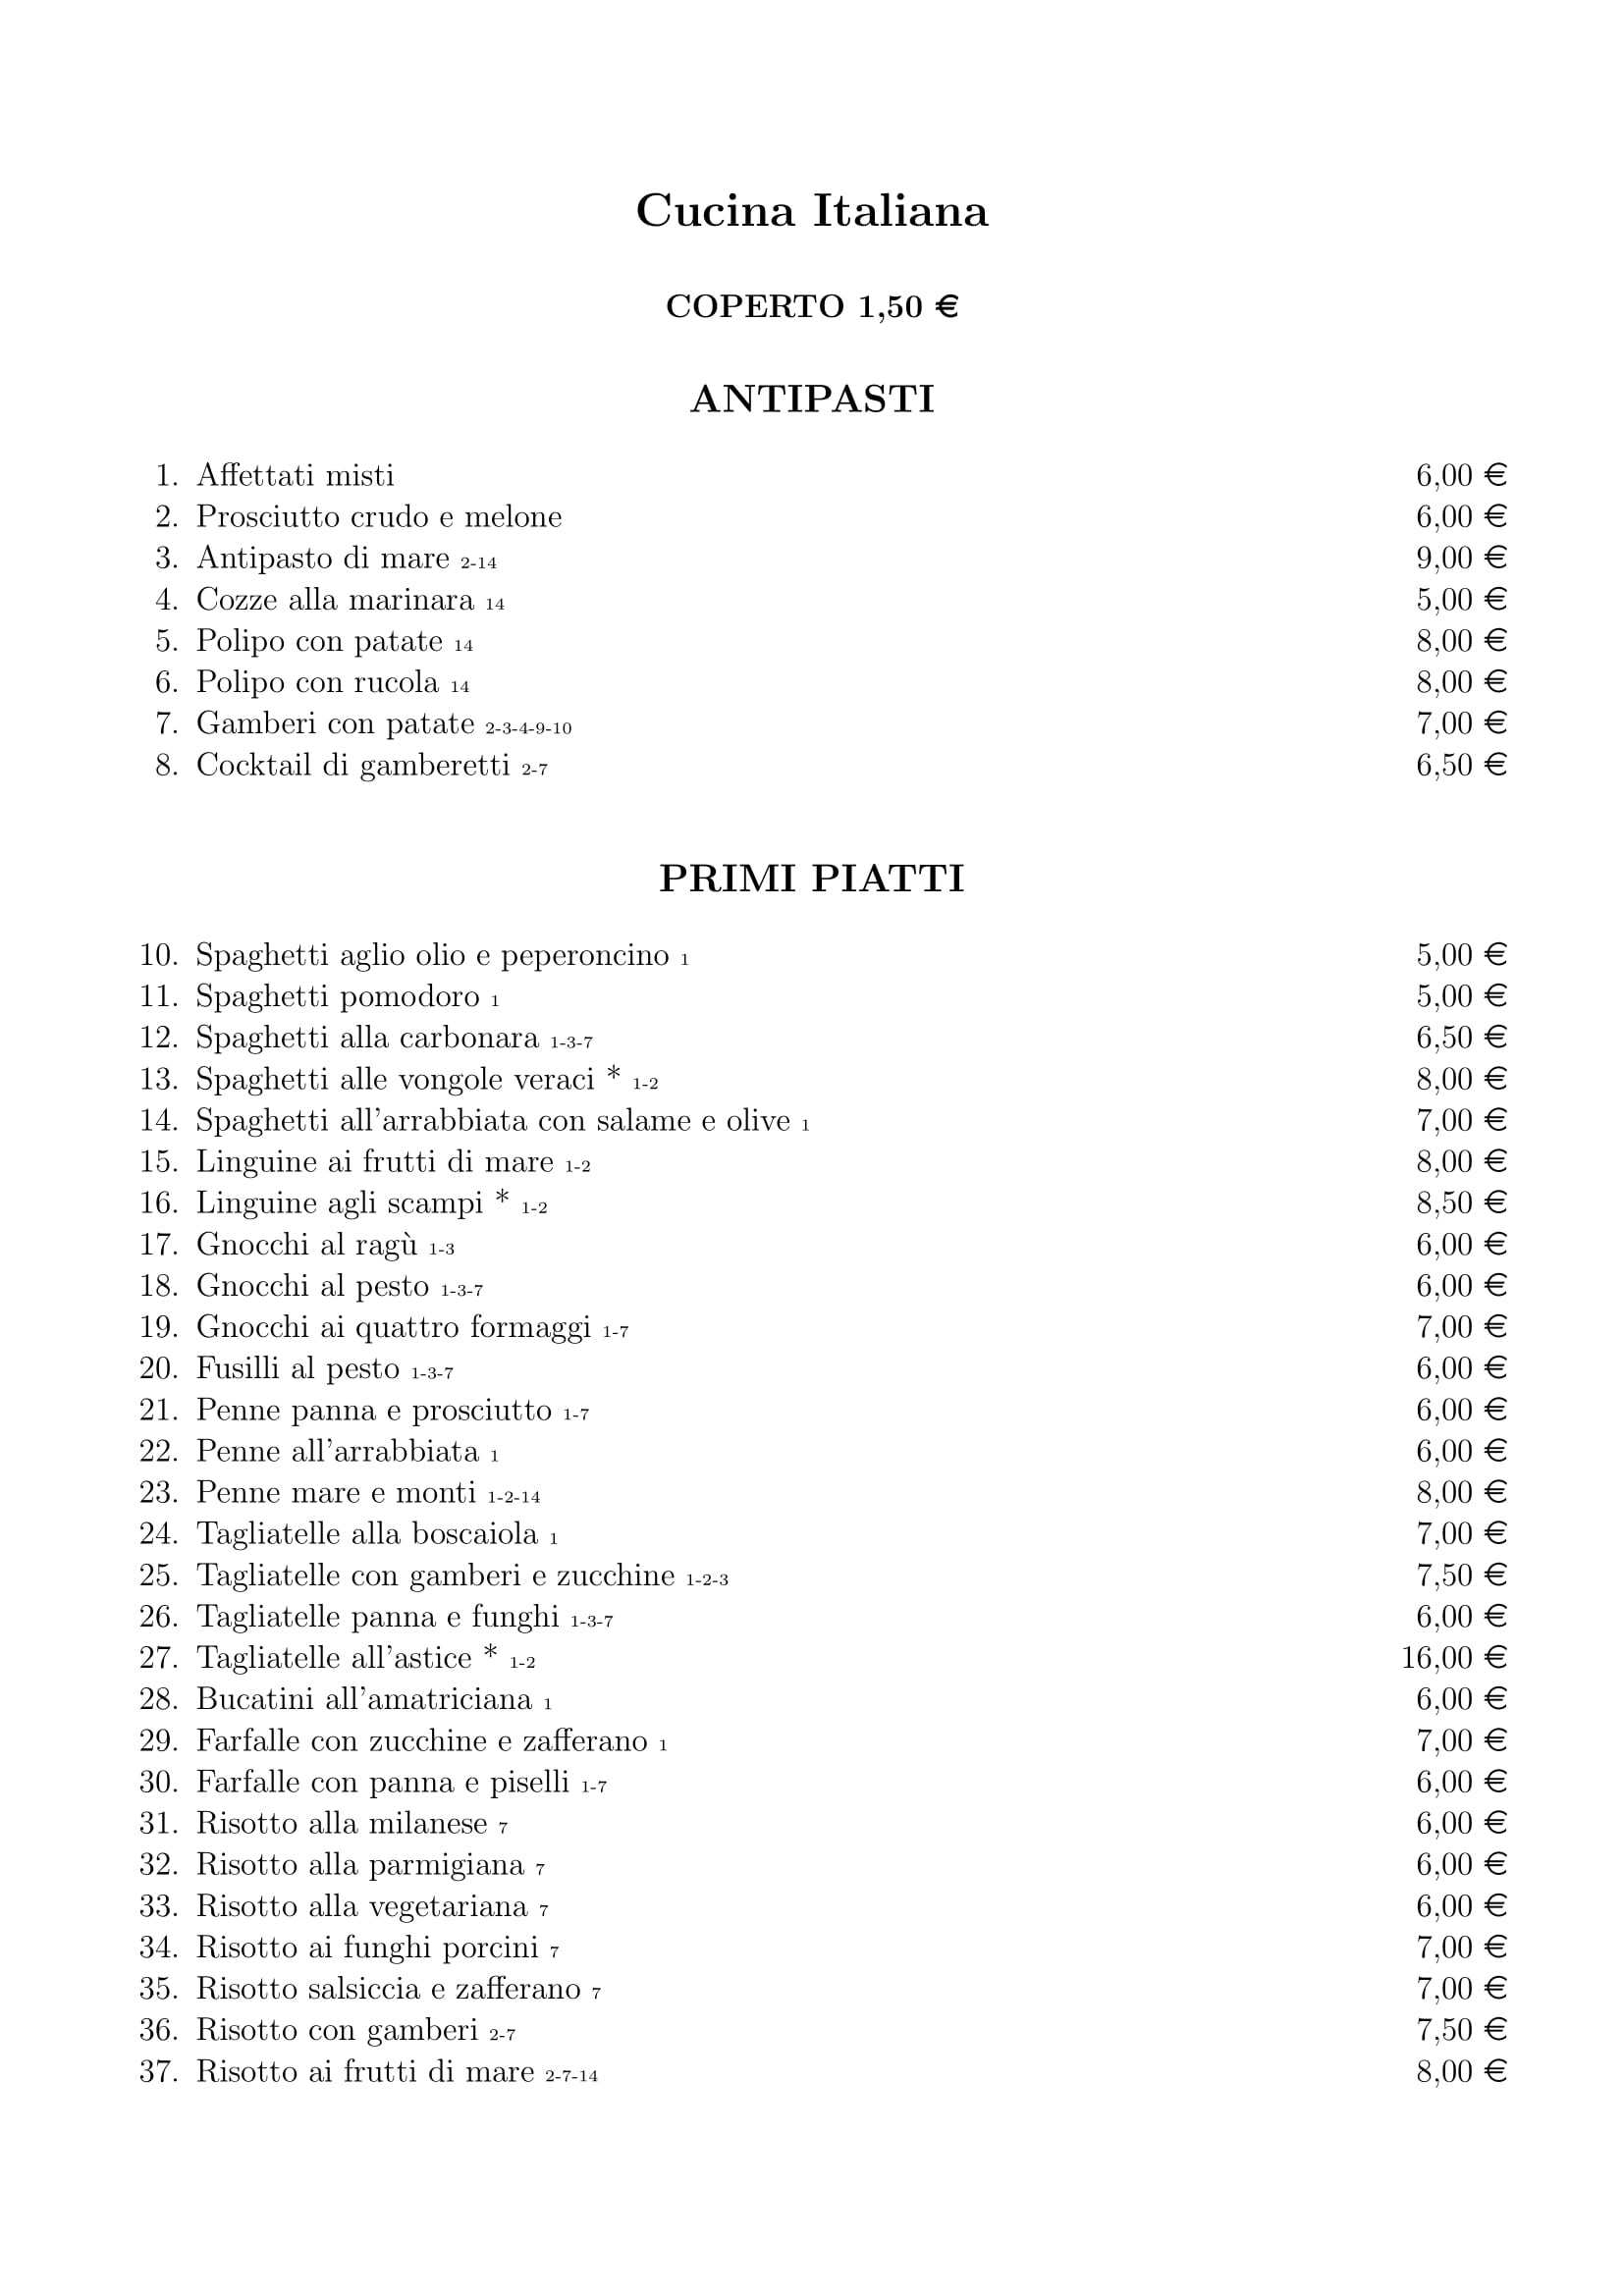 Cucina Italiana
COPERTO 1,50 €
ANTIPASTI
1. Affettati misti 6,00 €
2. Prosciutto crudo e melone 6,00 €
3. Antipasto di mare 2-14 9,00 €
4. Cozze alla marinara 14 5,00 €
5. Polipo con patate 14 8,00 €
6. Polipo con rucola 14 8,00 €
7. Gamberi con patate 2-3-4-9-10 7,00 €
8. Cocktail di gamberetti 2-7 6,50 €
PRIMI PIATTI
10. Spaghetti aglio olio e peperoncino 1 5,00 €
11. Spaghetti pomodoro 1 5,00 €
12. Spaghetti alla carbonara 1-3-7 6,50 €
13. Spaghetti alle vongole veraci * 1-2 8,00 €
14. Spaghetti all'arrabbiata con salame e olive 1 7,00 €
15. Linguine ai frutti di mare 1-2 8,00 €
16. Linguine agli scampi * 1-2 8,50 €
17. Gnocchi al ragù 1-3 6,00 €
18. Gnocchi al pesto 1-3-7 6,00 €
19. Gnocchi ai quattro formaggi 1-7 7,00 €
20. Fusilli al pesto 1-3-7 6,00 €
21. Penne panna e prosciutto 1-7 6,00 €
22. Penne all'arrabbiata 1 6,00 €
23. Penne mare e monti 1-2-14 8,00 €
24. Tagliatelle alla boscaiola 1 7,00 €
25. Tagliatelle con gamberi e zucchine 1-2-3 7,50 €
26. Tagliatelle panna e funghi 1-3-7 6,00 €
27. Tagliatelle all'astice * 1-2 16,00 €
28. Bucatini all'amatriciana 1 6,00 €
29. Farfalle con zucchine e zafferano 1 7,00 €
30. Farfalle con panna e piselli 1-7 6,00 €
31. Risotto alla milanese 7 6,00 €
32. Risotto alla parmigiana 7 6,00 €
33. Risotto alla vegetariana 7 6,00 €
34. Risotto ai funghi porcini 7 7,00 €
35. Risotto salsiccia e zafferano 7 7,00 €
36. Risotto con gamberi 2-7 7,50 €
37. Risotto ai frutti di mare 2-7-14 8,00 €